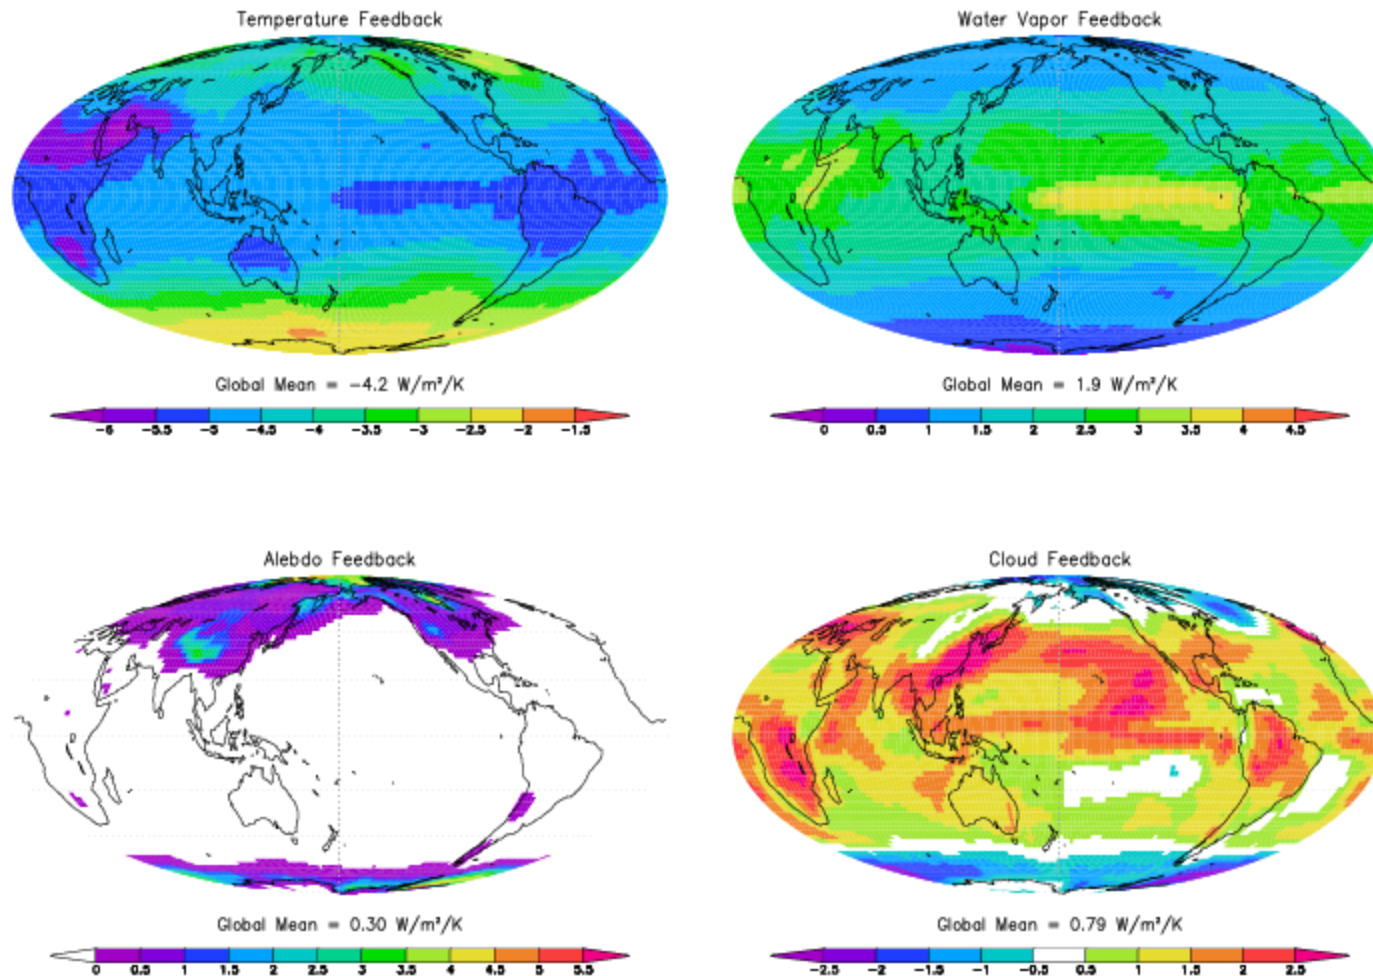 Temperature Feedback
Water Vapor Feedback
Global Mean = −4.2 W/m²/K
Global Mean = 1.9 W/m²/K
−6 −5.5 −5 −4.5 −4 −3.5 −3 −2.5 −2 −1.5
0 0.5 1 1.5 2 2.5 3 3.5 4 4.5
Alebdo Feedback
Cloud Feedback
Global Mean = 0.30 W/m²/K
Global Mean = 0.79 W/m²/K
0 0.5 1 1.5 2 2.5 3 3.5 4 4.5 5 5.5
−2.5 −2 −1.5 −1 −0.5 0.5 1 1.5 2 2.5